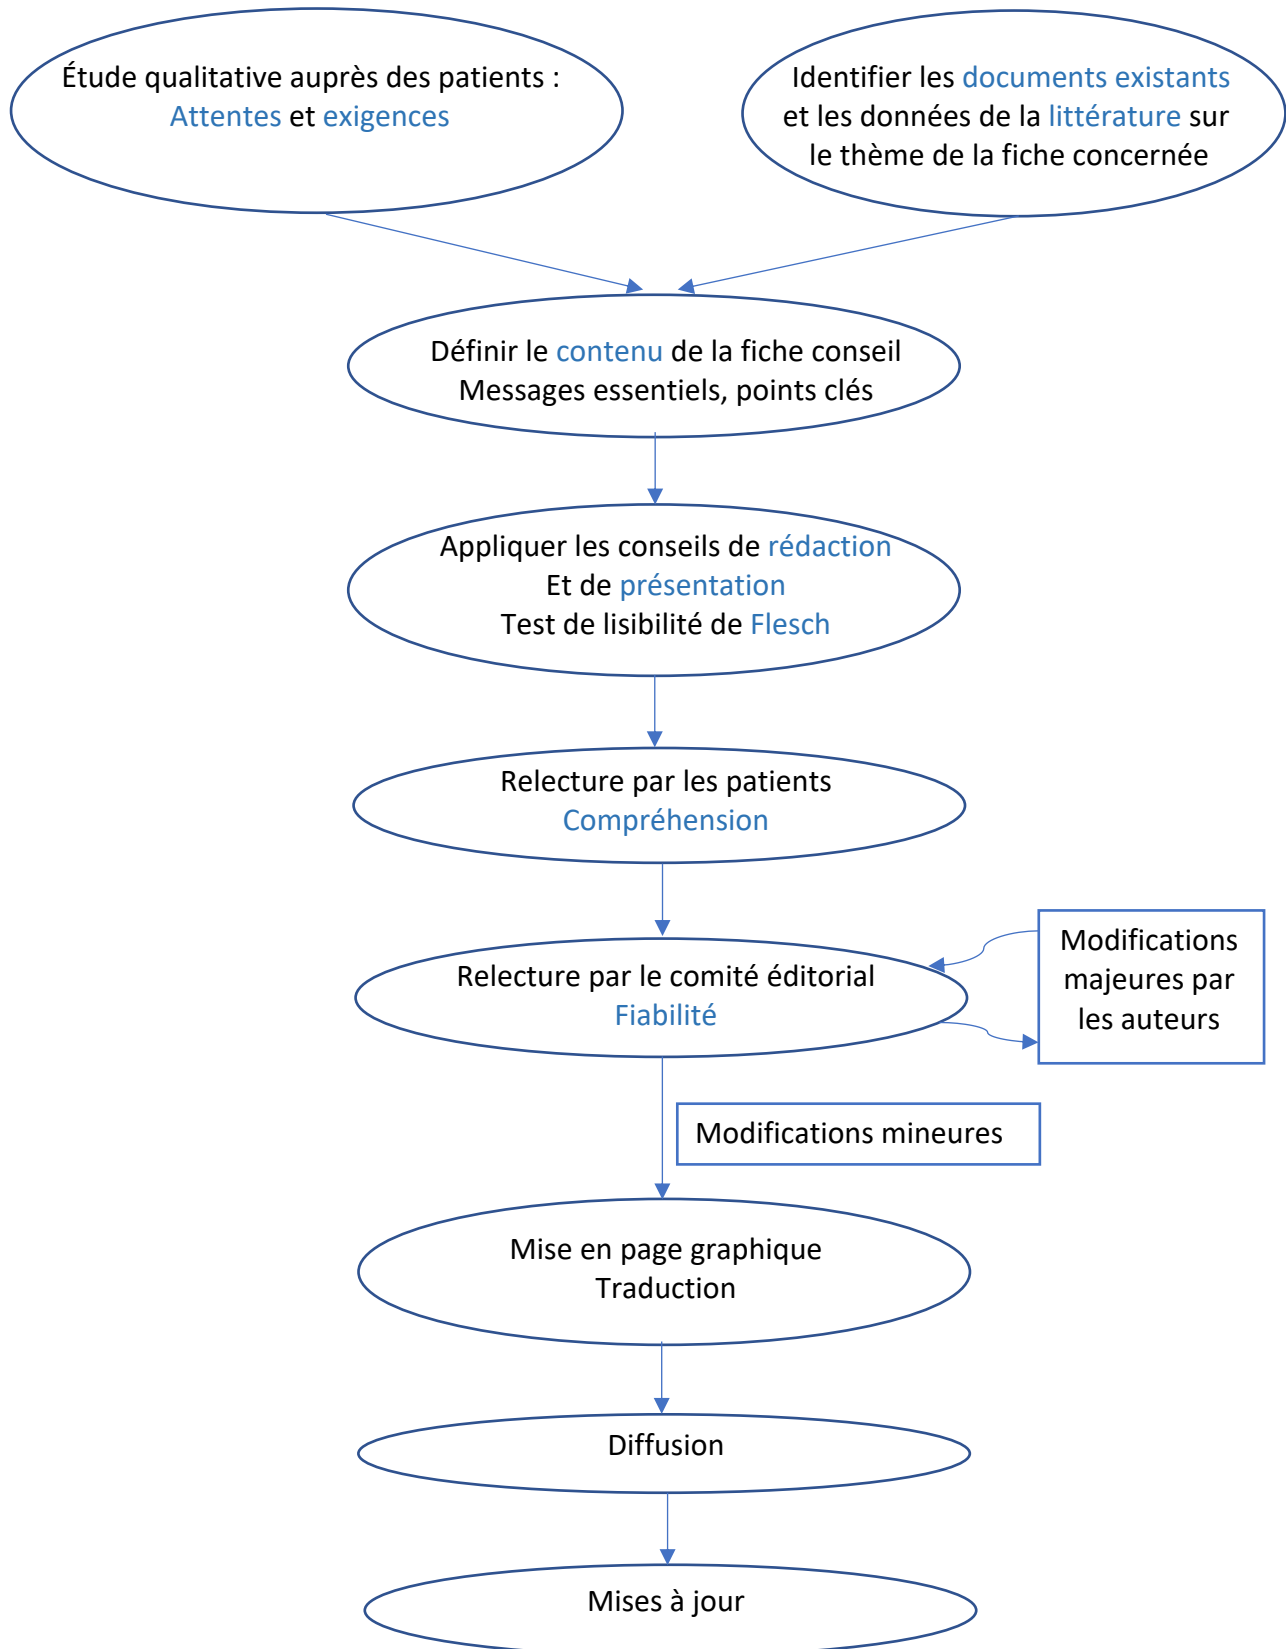 Étude qualitative auprès des patients :
Attentes et exigences
Identifier les documents existants
et les données de la littérature sur
le thème de la fiche concernée
Définir le contenu de la fiche conseil
Messages essentiels, points clés
Appliquer les conseils de rédaction
Et de présentation
Test de lisibilité de Flesch
Relecture par les patients
Compréhension
Relecture par le comité éditorial
Fiabilité
Modifications
majeures par
les auteurs
Modifications mineures
Mise en page graphique
Traduction
Diffusion
Mises à jour